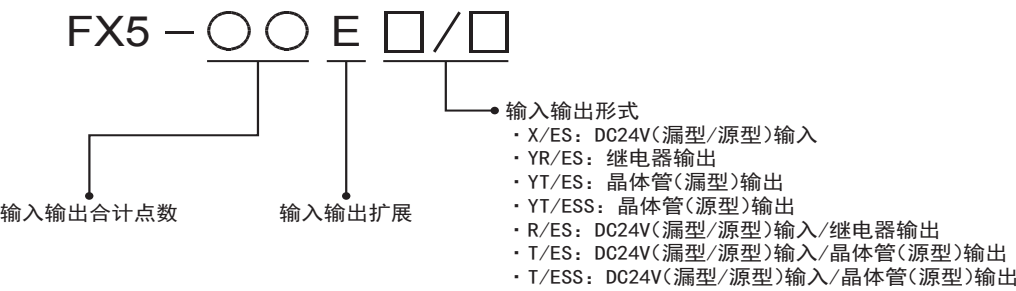 FX5-○○E□/□
输入输出形式
・X/ES：DC24V(漏型/源型)输入
・YR/ES：继电器输出
・YT/ES：晶体管(漏型)输出
・YT/ESS：晶体管(源型)输出
・R/ES：DC24V(漏型/源型)输入/继电器输出
・T/ES：DC24V(漏型/源型)输入/晶体管(源型)输出
・T/ESS：DC24V(漏型/源型)输入/晶体管(源型)输出
输入输出合计点数
输入输出扩展